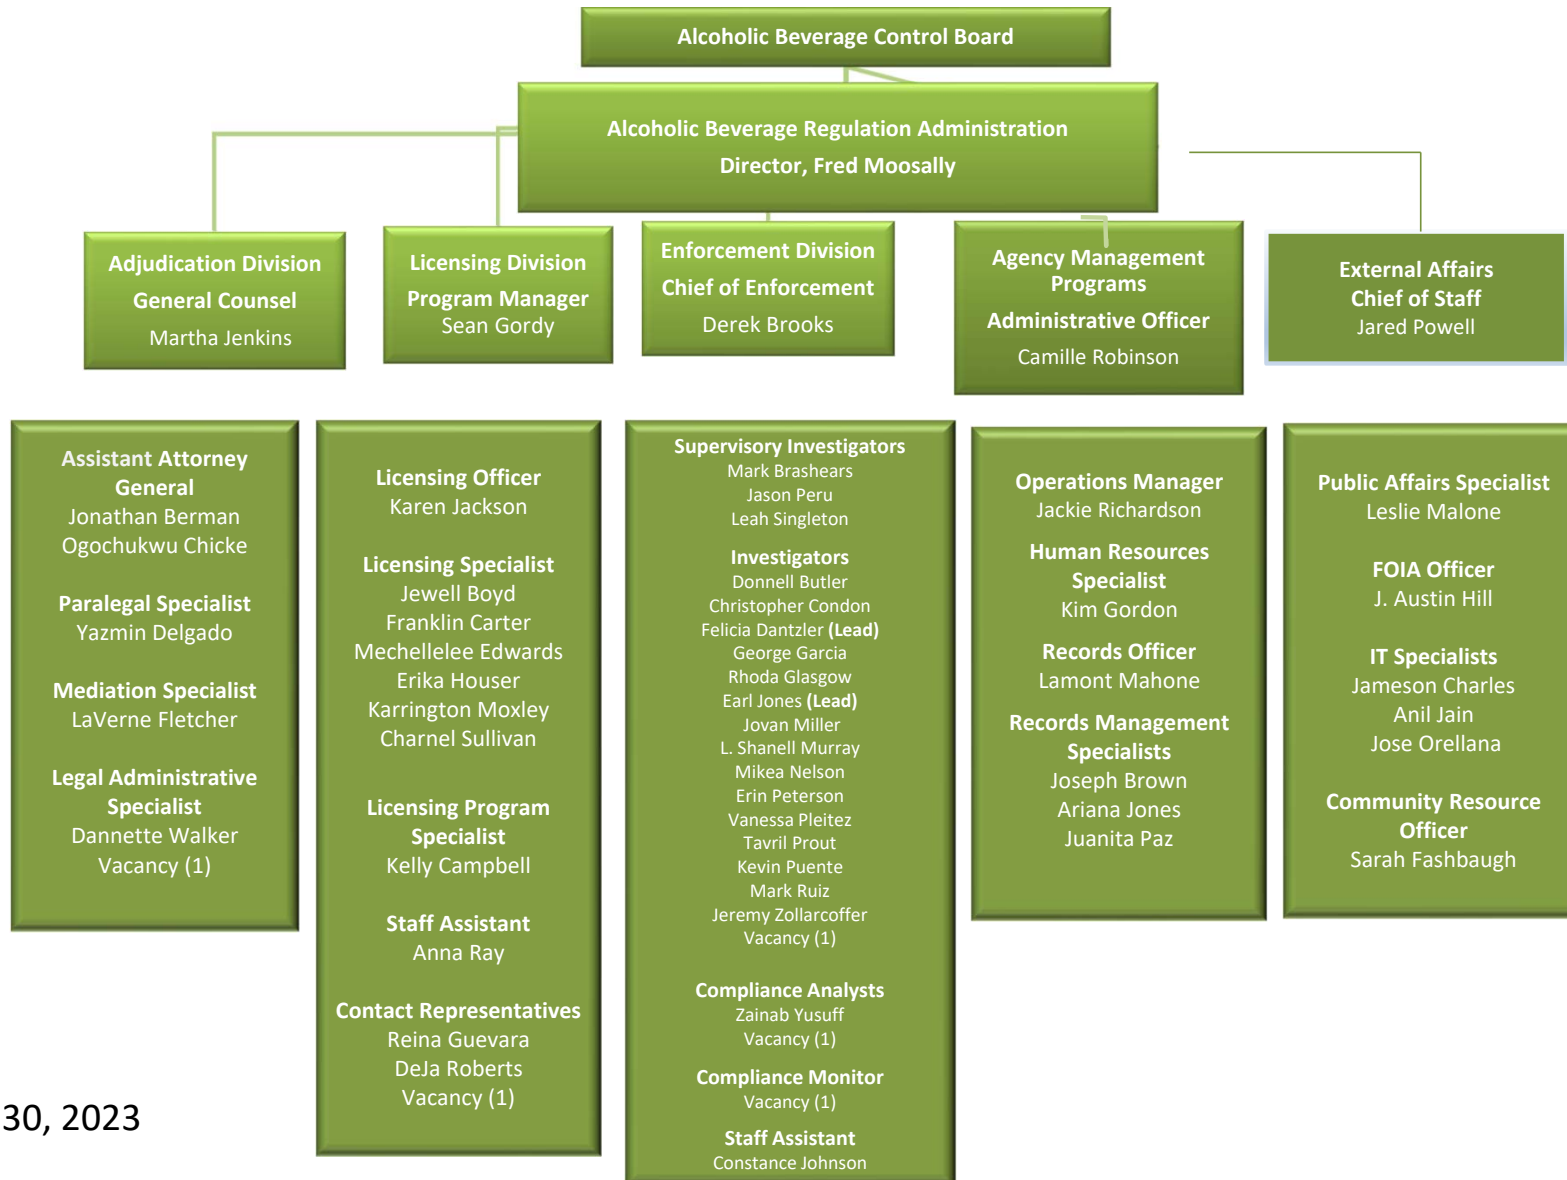 Alcoholic Beverage Control Board
Alcoholic Beverage Regulation Administration
Director, Fred Moosally
Adjudication Division
General Counsel
Martha Jenkins
Licensing Division
Program Manager
Sean Gordy
Enforcement Division
Chief of Enforcement
Derek Brooks
Agency Management
Programs
Administrative Officer
Camille Robinson
External Affairs
Chief of Staff
Jared Powell
Assistant Attorney
General
Jonathan Berman
Ogochukwu Chicke
Paralegal Specialist
Yazmin Delgado
Mediation Specialist
LaVerne Fletcher
Legal Administrative
Specialist
Dannette Walker
Vacancy (1)
Licensing Officer
Karen Jackson
Licensing Specialist
Jewell Boyd
Franklin Carter
Mechellelee Edwards
Erika Houser
Karrington Moxley
Charnel Sullivan
Licensing Program
Specialist
Kelly Campbell
Staff Assistant
Anna Ray
Contact Representatives
Reina Guevara
DeJa Roberts
Vacancy (1)
Supervisory Investigators
Mark Brashears
Jason Peru
Leah Singleton
Investigators
Donnell Butler
Christopher Condon
Felicia Dantzler (Lead)
George Garcia
Rhoda Glasgow
Earl Jones (Lead)
Jovan Miller
L. Shanell Murray
Mikea Nelson
Erin Peterson
Vanessa Pleitez
Tavril Prout
Kevin Puente
Mark Ruiz
Jeremy Zollarcoffer
Vacancy (1)
Compliance Analysts
Zainab Yusuff
Vacancy (1)
Compliance Monitor
Vacancy (1)
Staff Assistant
Constance Johnson
Operations Manager
Jackie Richardson
Human Resources
Specialist
Kim Gordon
Records Officer
Lamont Mahone
Records Management
Specialists
Joseph Brown
Ariana Jones
Juanita Paz
Public Affairs Specialist
Leslie Malone
FOIA Officer
J. Austin Hill
IT Specialists
Jameson Charles
Anil Jain
Jose Orellana
Community Resource
Officer
Sarah Fashbaugh
30, 2023